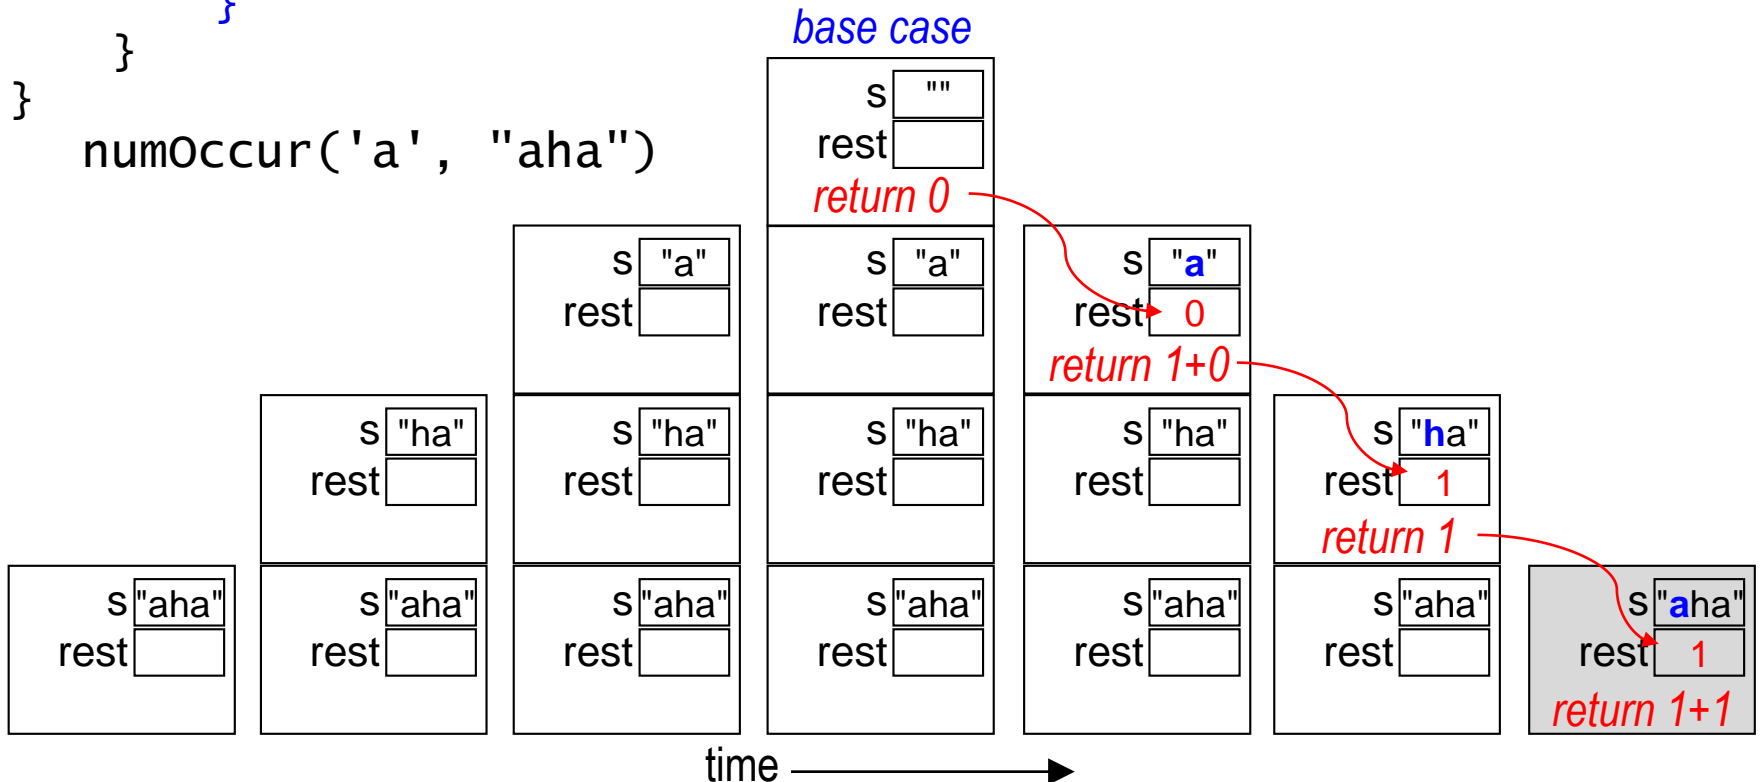 }
}
}
numOccur('a', "aha")
base case
s ""
rest
return 0
s "a" s "a" s "a"
rest rest rest 0
return 1+0
s "ha" s "ha" s "ha" s "ha" s "ha"
rest rest rest rest rest 1
return 1
s "aha" s "aha" s "aha" s "aha" s "aha" s "aha" s "aha"
rest rest rest rest rest rest rest 1
return 1+1
time